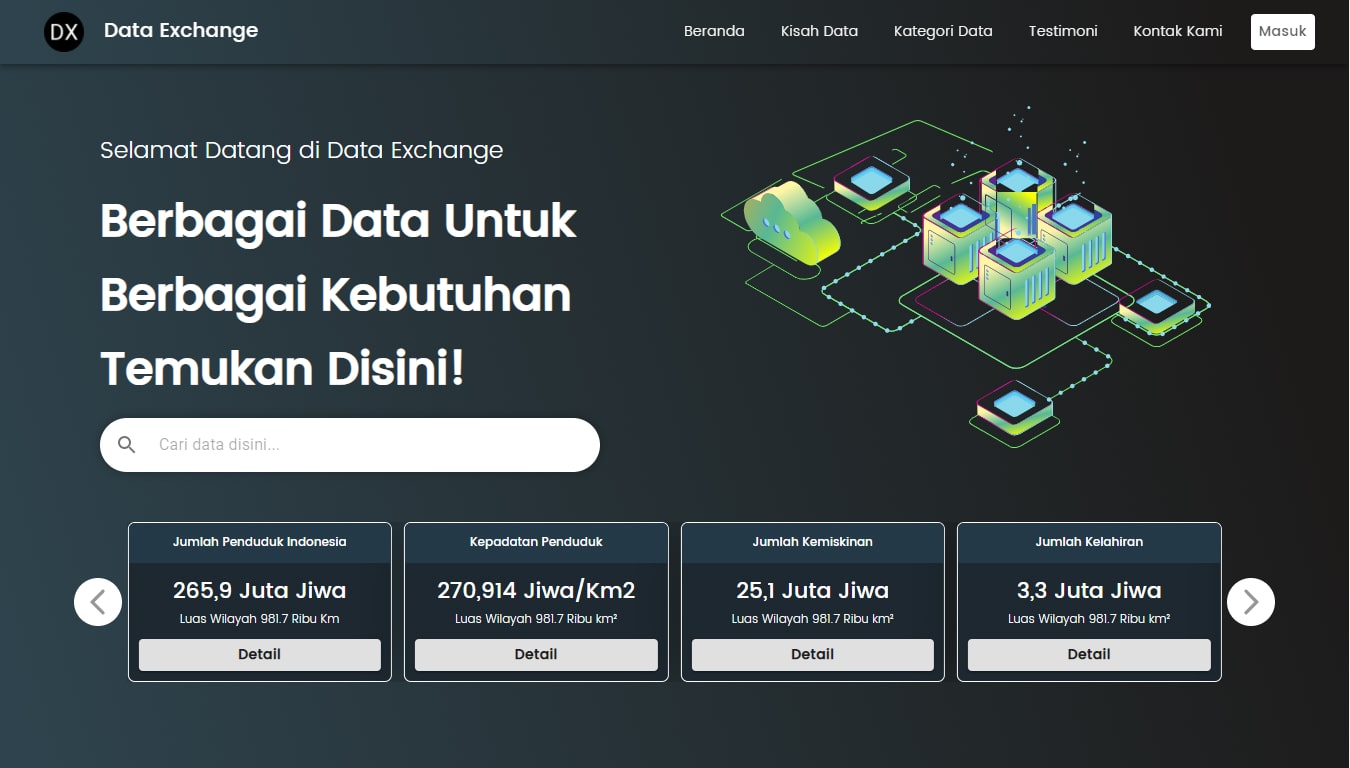 DX Data Exchange Beranda Kisah Data Kategori Data Testimoni Kontak Kami Masuk
Selamat Datang di Data Exchange
Berbagai Data Untuk
Berbagai Kebutuhan
Temukan Disini!
Cari data disini...
Jumlah Penduduk Indonesia
265,9 Juta Jiwa
Luas Wilayah 981.7 Ribu Km
Detail
Kepadatan Penduduk
270,914 Jiwa/Km2
Luas Wilayah 981.7 Ribu km²
Detail
Jumlah Kemiskinan
25,1 Juta Jiwa
Luas Wilayah 981.7 Ribu km²
Detail
Jumlah Kelahiran
3,3 Juta Jiwa
Luas Wilayah 981.7 Ribu km²
Detail